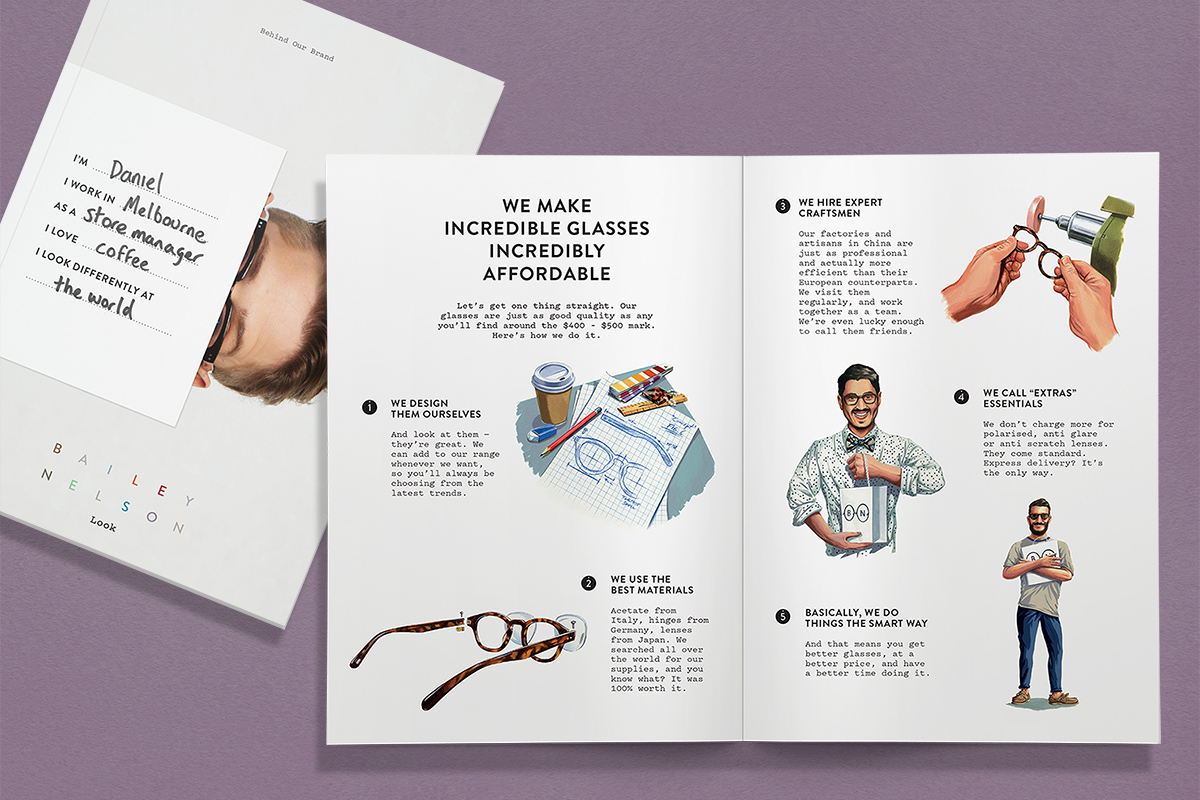 Behind Our Brand
I'M Daniel
I WORK IN Melbourne
AS A store manager
I LOVE coffee
I LOOK DIFFERENTLY AT
the world
BAILEY
NELSON
Look
WE MAKE
INCREDIBLE GLASSES
INCREDIBLY
AFFORDABLE
Let's get one thing straight. Our
glasses are just as good quality as any
you'll find around the $400 - $500 mark.
Here's how we do it.
1 WE DESIGN
THEM OURSELVES
And look at them –
they're great. We
can add to our range
whenever we want,
so you'll always be
choosing from the
latest trends.
2 WE USE THE
BEST MATERIALS
Acetate from
Italy, hinges from
Germany, lenses
from Japan. We
searched all over
the world for our
supplies, and you
know what? It was
100% worth it.
3 WE HIRE EXPERT
CRAFTSMEN
Our factories and
artisans in China are
just as professional
and actually more
efficient than their
European counterparts.
We visit them
regularly, and work
together as a team.
We're even lucky enough
to call them friends.
B N
4 WE CALL “EXTRAS”
ESSENTIALS
We don't charge more for
polarised, anti glare
or anti scratch lenses.
They come standard.
Express delivery? It's
the only way.
5 BASICALLY, WE DO
THINGS THE SMART WAY
And that means you get
better glasses, at a
better price, and have
a better time doing it.